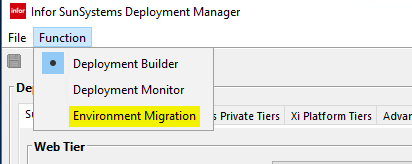 infor Infor SunSystems Deployment Manager
File Function
Deployment Builder
Deployment Monitor
Environment Migration
s Private Tiers Xi Platform Tiers
Web Tier